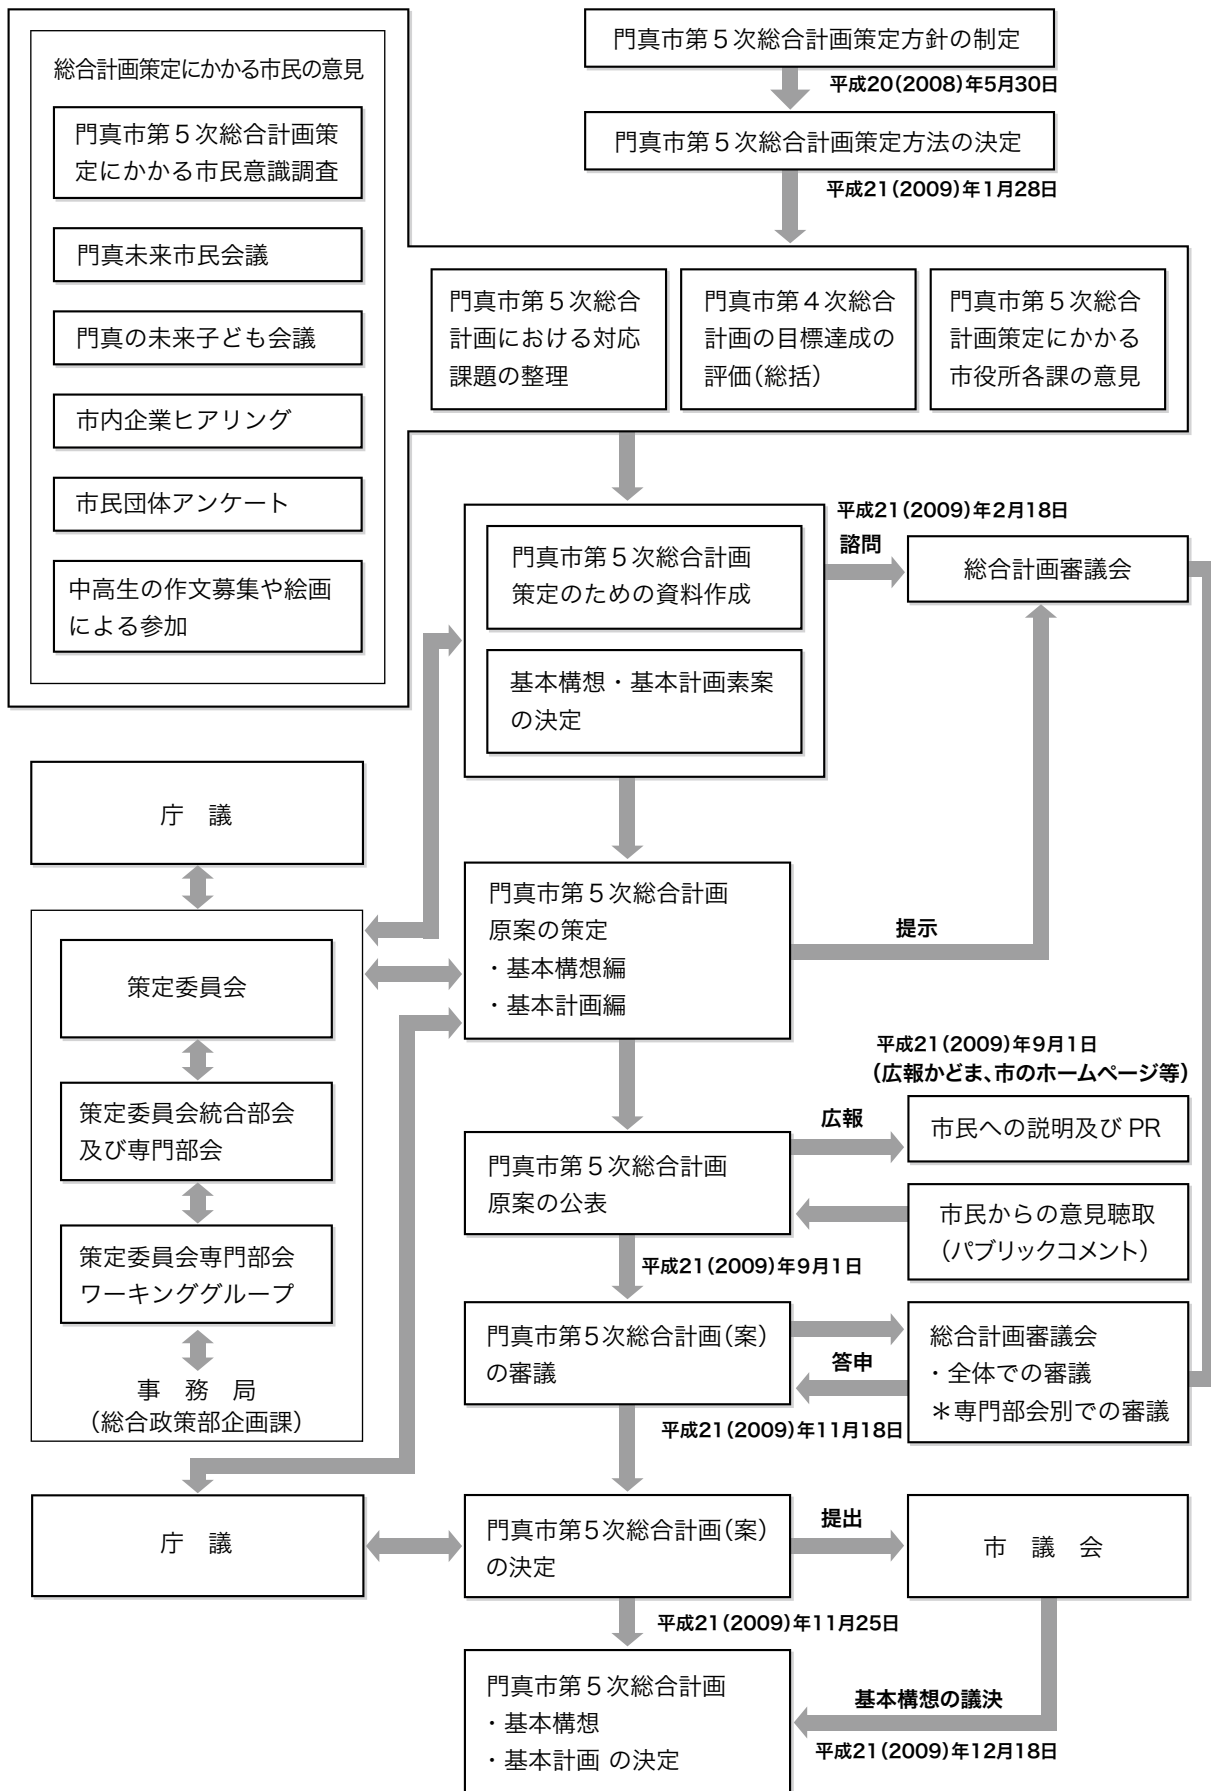 総合計画策定にかかる市民の意見
門真市第５次総合計画策
定にかかる市民意識調査
門真未来市民会議
門真の未来子ども会議
市内企業ヒアリング
市民団体アンケート
中高生の作文募集や絵画
による参加
門真市第５次総合計画策定方針の制定
平成20(2008)年5月30日
門真市第５次総合計画策定方法の決定
平成21(2009)年1月28日
門真市第５次総合
計画における対応
課題の整理
門真市第４次総合
計画の目標達成の
評価(総括)
門真市第５次総合
計画策定にかかる
市役所各課の意見
門真市第５次総合計画
策定のための資料作成
基本構想・基本計画素案
の決定
平成21(2009)年2月18日
諮問
総合計画審議会
庁　議
策定委員会
策定委員会統合部会
及び専門部会
策定委員会専門部会
ワーキンググループ
事　務　局
(総合政策部企画課)
門真市第５次総合計画
原案の策定
・基本構想編
・基本計画編
提示
平成21(2009)年9月1日
(広報かどま、市のホームページ等)
広報
市民への説明及び PR
門真市第５次総合計画
原案の公表
市民からの意見聴取
(パブリックコメント)
平成21(2009)年9月1日
門真市第5次総合計画(案)
の審議
答申
総合計画審議会
・全体での審議
＊専門部会別での審議
平成21(2009)年11月18日
庁　議
門真市第5次総合計画(案)
の決定
提出
市　議　会
平成21(2009)年11月25日
門真市第５次総合計画
・基本構想
・基本計画 の決定
基本構想の議決
平成21(2009)年12月18日